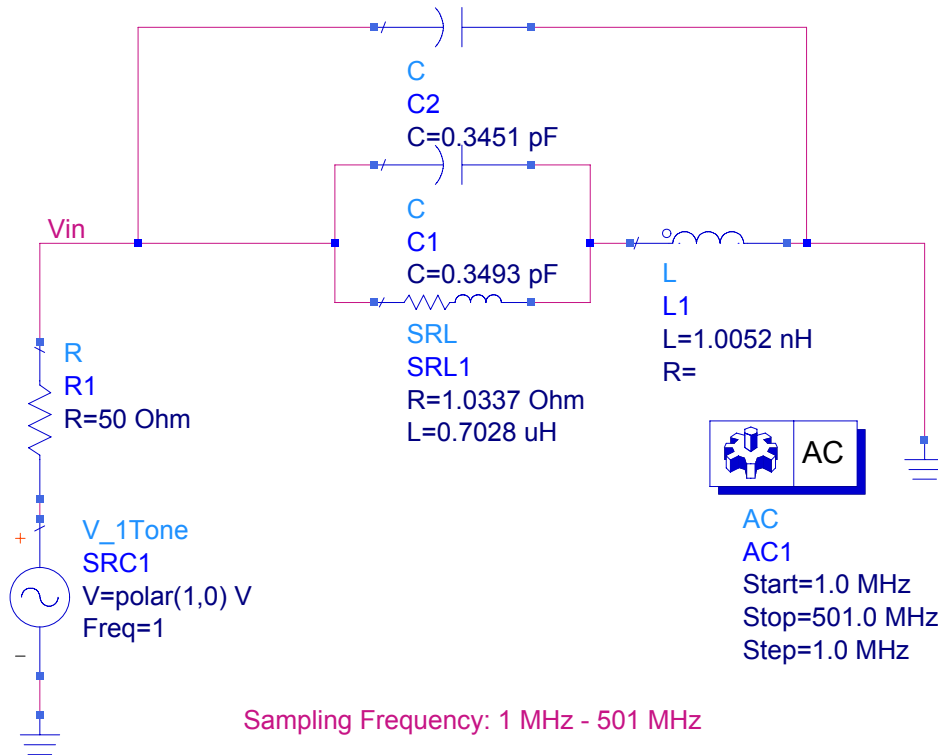 C
C2
C=0.3451 pF
C
C1
C=0.3493 pF
Vin
SRL
SRL1
R=1.0337 Ohm
L=0.7028 uH
L
L1
L=1.0052 nH
R=
R
R1
R=50 Ohm
+
V_1Tone
SRC1
V=polar(1,0) V
Freq=1
–
AC
AC
AC1
Start=1.0 MHz
Stop=501.0 MHz
Step=1.0 MHz
Sampling Frequency: 1 MHz - 501 MHz